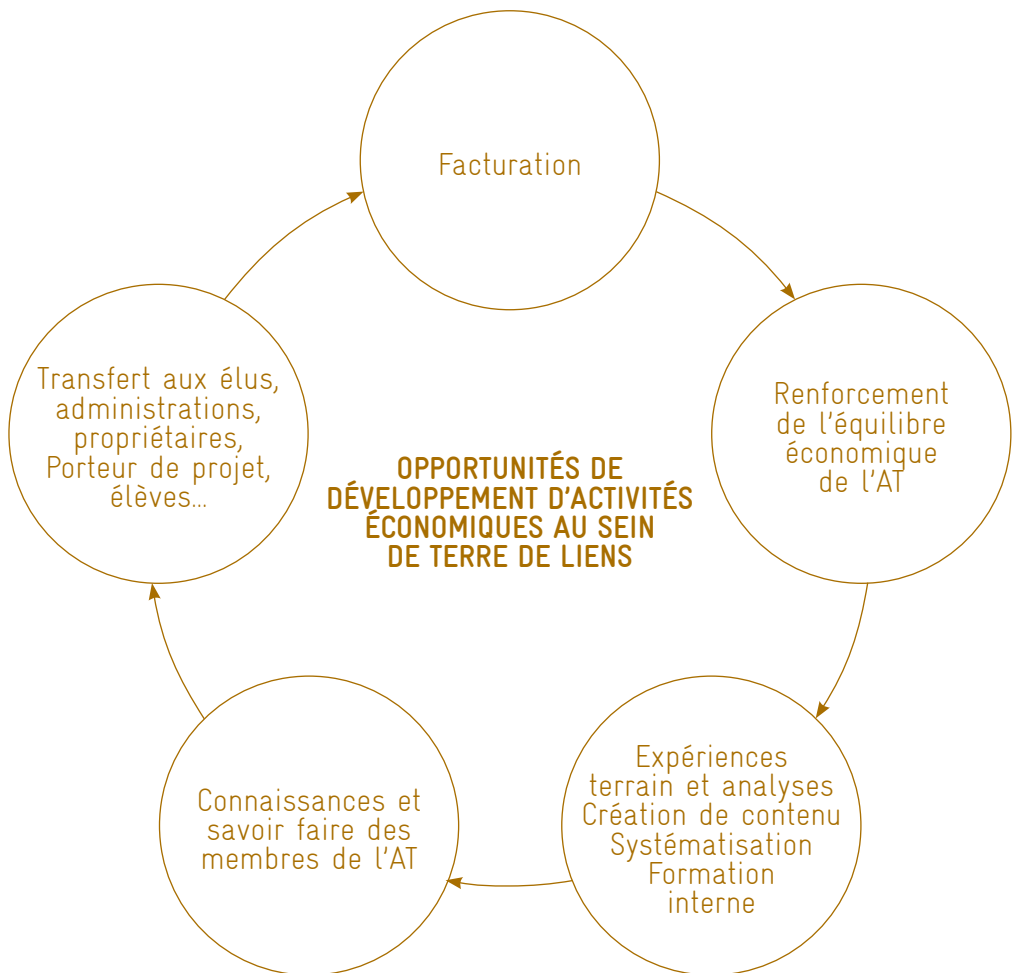 Facturation
Transfert aux élus,
administrations,
propriétaires,
Porteur de projet,
élèves...
Renforcement
de l'équilibre
économique
de l'AT
OPPORTUNITÉS DE
DÉVELOPPEMENT D'ACTIVITÉS
ÉCONOMIQUES AU SEIN
DE TERRE DE LIENS
Connaissances et
savoir faire des
membres de l'AT
Expériences
terrain et analyses
Création de contenu
Systématisation
Formation
interne